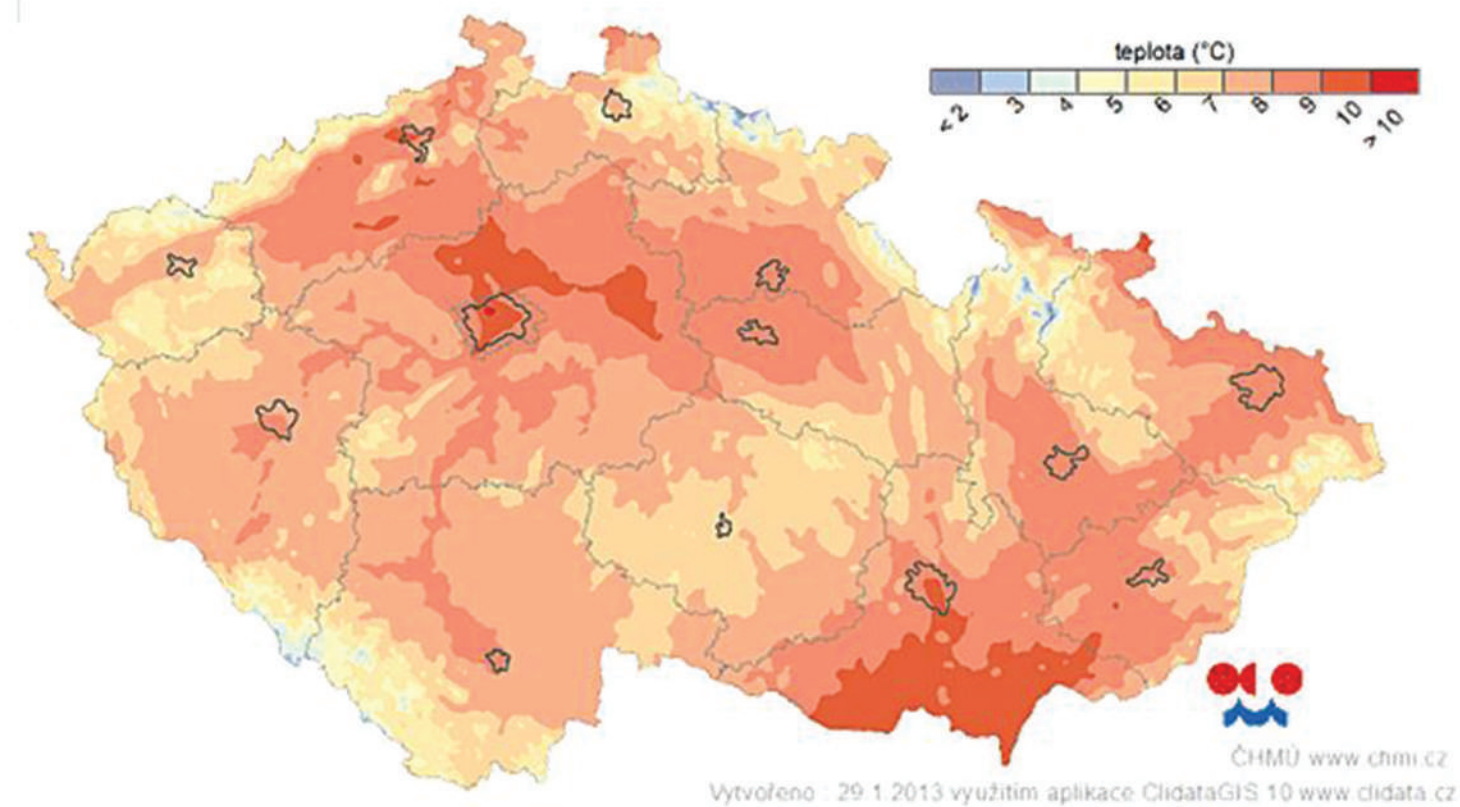 teplota (°C)
< 2 3 4 5 6 7 8 9 10 > 10
ČHMÚ www.chmi.cz
Vytvořeno : 29.1.2013 využitím aplikace ClidataGIS 10 www.clidata.cz